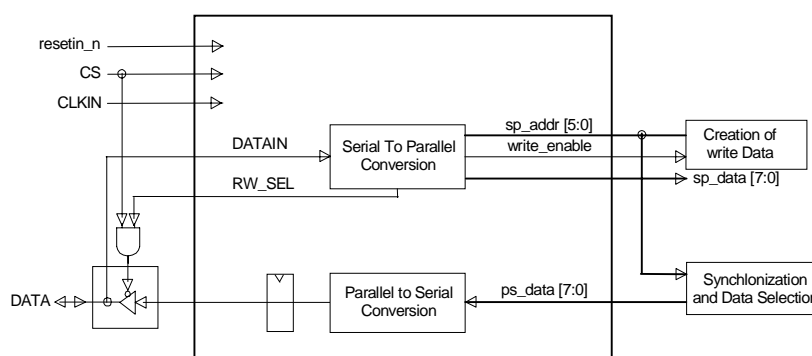 resetin_n
CS
CLKIN
DATAIN
Serial To Parallel
Conversion
sp_addr [5:0]
write_enable
Creation of
write Data
sp_data [7:0]
RW_SEL
DATA
Parallel to Serial
Conversion
ps_data [7:0]
Synchlonization
and Data Selection